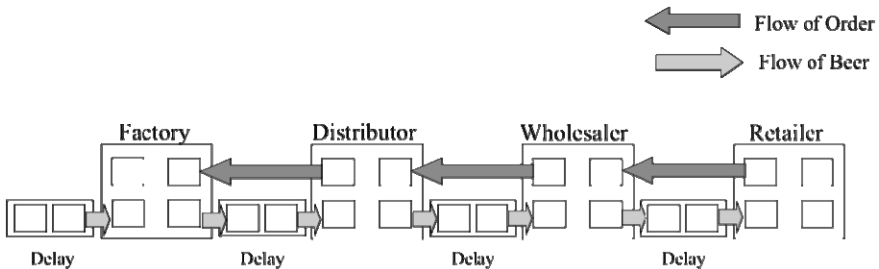 Flow of Order
Flow of Beer
Factory
Distributor
Wholesaler
Retailer
Delay
Delay
Delay
Delay